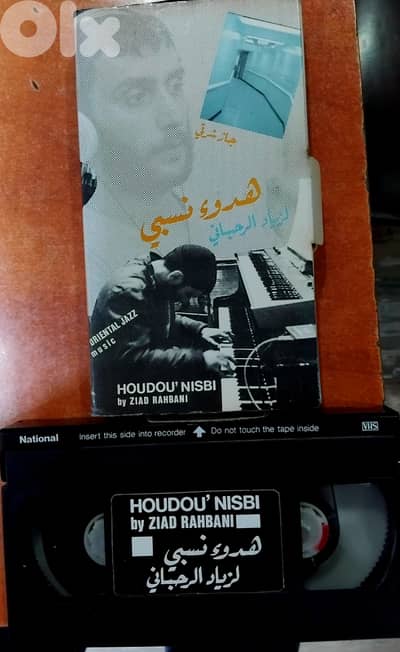 olx
جاز شرقي
هدوء نسبي
لزياد الرحباني
ORIENTAL JAZZ
music
HOUDOU' NISBI
by ZIAD RAHBANI
National Insert this side into recorder Do not touch the tape inside VHS
HOUDOU' NISBI
by ZIAD RAHBANI
هدوء نسبي
لزياد الرحباني